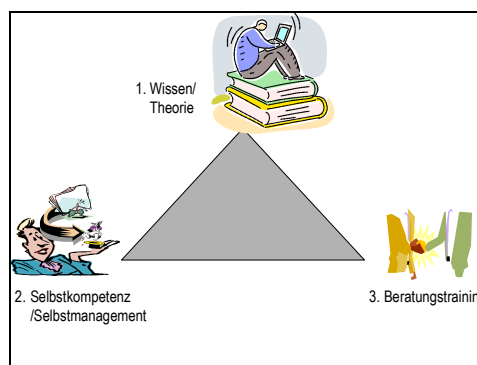 1. Wissen/
Theorie
2. Selbstkompetenz
/Selbstmanagement
3. Beratungstrainin